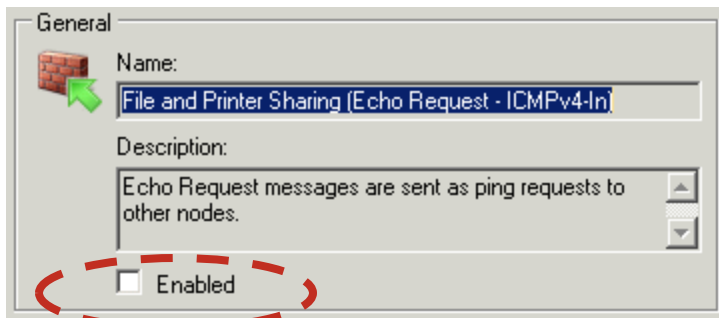 General
Name:
File and Printer Sharing (Echo Request - ICMPv4-In)
Description:
Echo Request messages are sent as ping requests to
other nodes.
Enabled